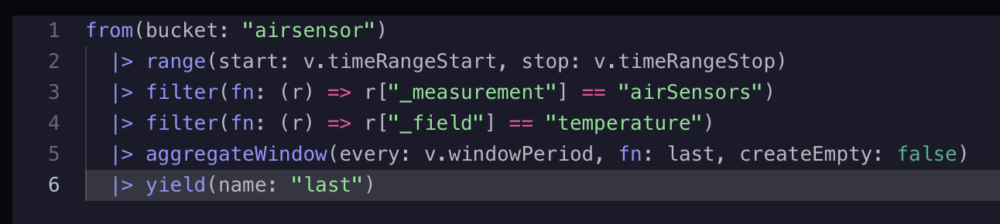 1 from(bucket: "airsensor")
2 |> range(start: v.timeRangeStart, stop: v.timeRangeStop)
3 |> filter(fn: (r) => r["_measurement"] == "airSensors")
4 |> filter(fn: (r) => r["_field"] == "temperature")
5 |> aggregateWindow(every: v.windowPeriod, fn: last, createEmpty: false)
6 |> yield(name: "last")